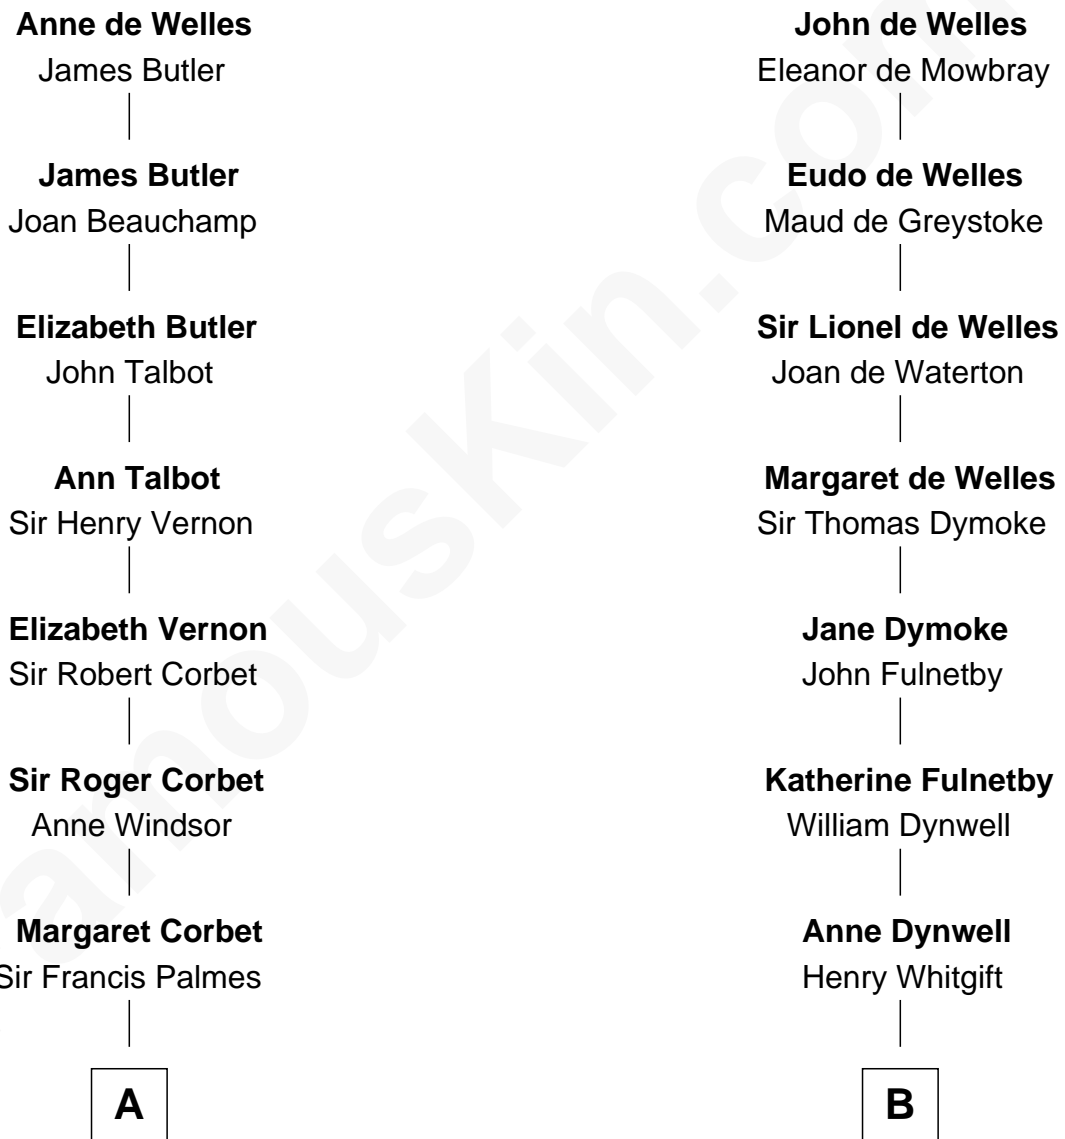 Anne de Welles
James Butler
James Butler
Joan Beauchamp
Elizabeth Butler
John Talbot
Ann Talbot
Sir Henry Vernon
Elizabeth Vernon
Sir Robert Corbet
Sir Roger Corbet
Anne Windsor
Margaret Corbet
Sir Francis Palmes
A
John de Welles
Eleanor de Mowbray
Eudo de Welles
Maud de Greystoke
Sir Lionel de Welles
Joan de Waterton
Margaret de Welles
Sir Thomas Dymoke
Jane Dymoke
John Fulnetby
Katherine Fulnetby
William Dynwell
Anne Dynwell
Henry Whitgift
B
amouskin.com